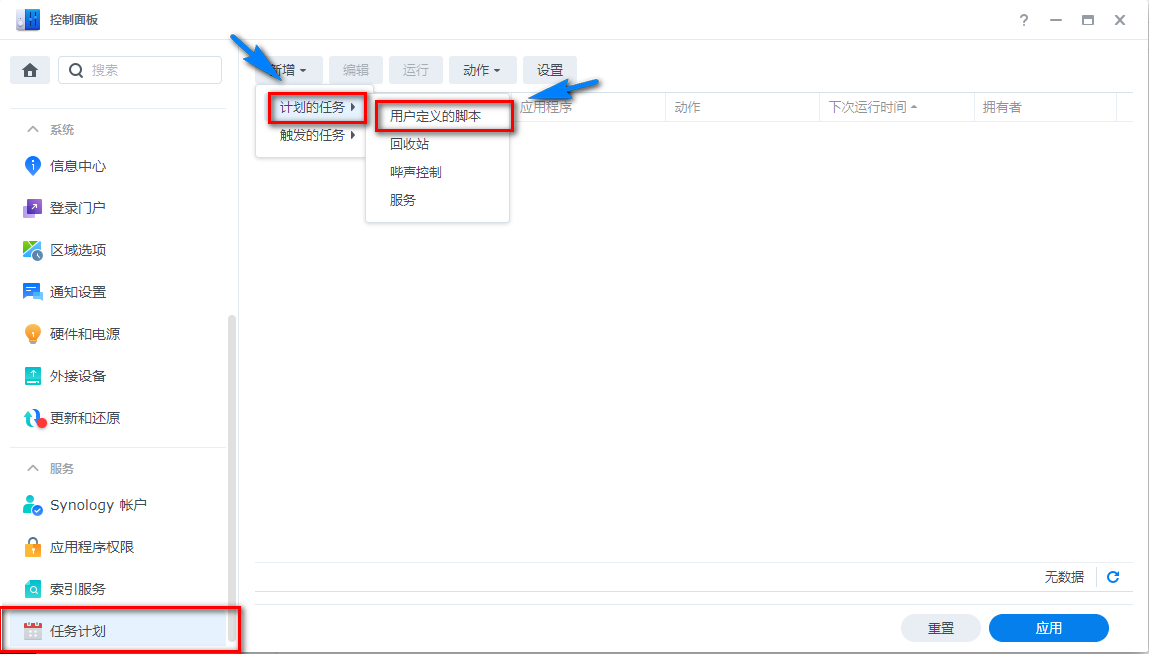 控制面板
搜索
新增 编辑 运行 动作 设置
计划的任务
触发的任务
用户定义的脚本
回收站
哔声控制
服务
应用程序 动作 下次运行时间 拥有者
系统
信息中心
登录门户
区域选项
通知设置
硬件和电源
外接设备
更新和还原
服务
Synology 帐户
应用程序权限
索引服务
任务计划
无数据
重置 应用